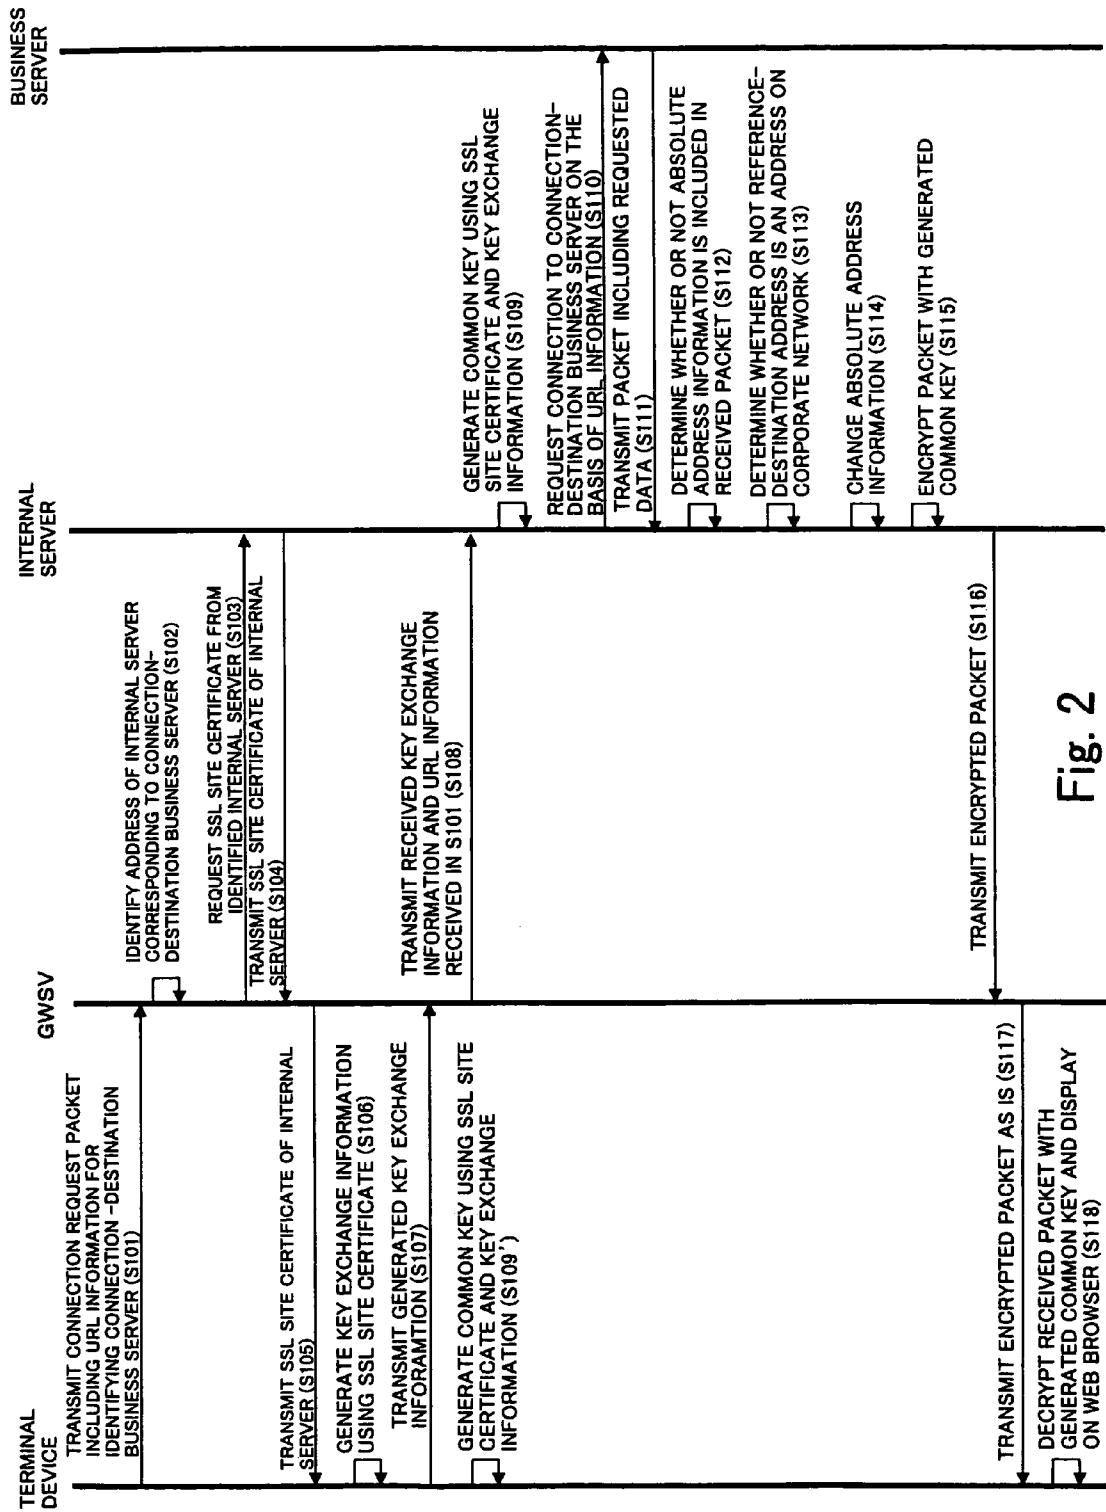 TERMINAL
DEVICE
GWSV
INTERNAL
SERVER
BUSINESS
SERVER
TRANSMIT CONNECTION REQUEST PACKET
INCLUDING URL INFORMATION FOR
IDENTIFYING CONNECTION -DESTINATION
BUSINESS SERVER (S101)
IDENTIFY ADDRESS OF INTERNAL SERVER
CORRESPONDING TO CONNECTION-
DESTINATION BUSINESS SERVER (S102)
REQUEST SSL SITE CERTIFICATE FROM
IDENTIFIED INTERNAL SERVER (S103)
TRANSMIT SSL SITE CERTIFICATE OF INTERNAL
SERVER (S104)
TRANSMIT SSL SITE CERTIFICATE OF INTERNAL
SERVER (S105)
GENERATE KEY EXCHANGE INFORMATION
USING SSL SITE CERTIFICATE (S106)
TRANSMIT GENERATED KEY EXCHANGE
INFORAMTION (S107)
TRANSMIT RECEIVED KEY EXCHANGE
INFORMATION AND URL INFORMATION
RECEIVED IN S101 (S108)
GENERATE COMMON KEY USING SSL SITE
CERTIFICATE AND KEY EXCHANGE
INFORMATION (S109')
GENERATE COMMON KEY USING SSL
SITE CERTIFICATE AND KEY EXCHANGE
INFORMATION (S109)
REQUEST CONNECTION TO CONNECTION-
DESTINATION BUSINESS SERVER ON THE
BASIS OF URL INFORMATION (S110)
TRANSMIT PACKET INCLUDING REQUESTED
DATA (S111)
DETERMINE WHETHER OR NOT ABSOLUTE
ADDRESS INFORMATION IS INCLUDED IN
RECEIVED PACKET (S112)
DETERMINE WHETHER OR NOT REFERENCE-
DESTINATION ADDRESS IS AN ADDRESS ON
CORPORATE NETWORK (S113)
CHANGE ABSOLUTE ADDRESS
INFORMATION (S114)
ENCRYPT PACKET WITH GENERATED
COMMON KEY (S115)
TRANSMIT ENCRYPTED PACKET (S116)
TRANSMIT ENCRYPTED PACKET AS IS (S117)
DECRYPT RECEIVED PACKET WITH
GENERATED COMMON KEY AND DISPLAY
ON WEB BROWSER (S118)
Fig. 2